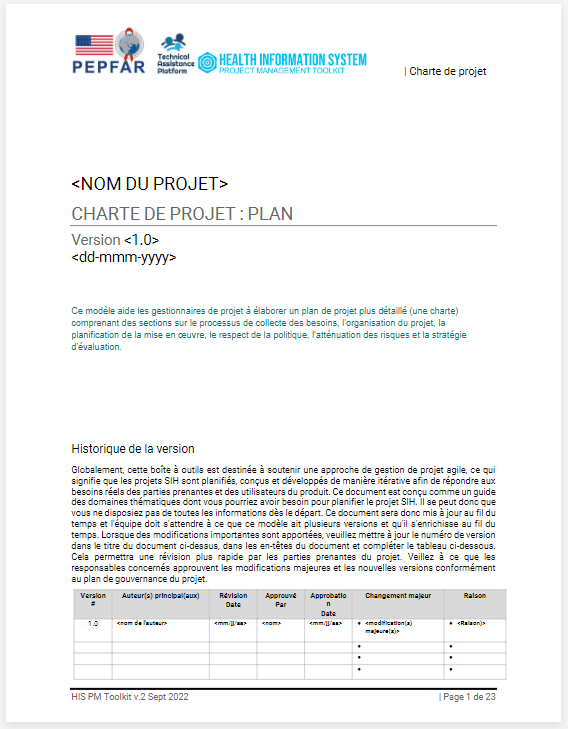 PEPFAR
Technical
Assistance
Platform
HEALTH INFORMATION SYSTEM
PROJECT MANAGEMENT TOOLKIT
| Charte de projet
<NOM DU PROJET>
CHARTE DE PROJET : PLAN
Version <1.0>
<dd-mmm-yyyy>
Ce modèle aide les gestionnaires de projet à élaborer un plan de projet plus détaillé (une charte)
comprenant des sections sur le processus de collecte des besoins, l'organisation du projet, la
planification de la mise en œuvre, le respect de la politique, l'atténuation des risques et la stratégie
d'évaluation.
Historique de la version
Globalement, cette boîte à outils est destinée à soutenir une approche de gestion de projet agile, ce qui
signifie que les projets SIH sont planifiés, conçus et développés de manière itérative afin de répondre aux
besoins réels des parties prenantes et des utilisateurs du produit. Ce document est conçu comme un guide
des domaines thématiques dont vous pourriez avoir besoin pour planifier le projet SIH. Il se peut donc que
vous ne disposiez pas de toutes les informations dès le départ. Ce document sera donc mis à jour au fil du
temps et l'équipe doit s'attendre à ce que ce modèle ait plusieurs versions et qu'il s'enrichisse au fil du
temps. Lorsque des modifications importantes sont apportées, veuillez mettre à jour le numéro de version
dans le titre du document ci-dessus, dans les en-têtes du document et compléter le tableau ci-dessous.
Cela permettra une révision plus rapide par les parties prenantes du projet. Veillez à ce que les
responsables concernés approuvent les modifications majeures et les nouvelles versions conformément
au plan de gouvernance du projet.
Version # Auteur(s) principal(aux) Révision Date Approuvé Par Approbatio n Date Changement majeur Raison
1.0 <nom de l'auteur> <mm/jj/aa> <nom> <mm/jj/aa> • <modification(s) majeure(s)> • <Raison)>
• •
• •
• •
HIS PM Toolkit v.2 Sept 2022 | Page 1 de 23